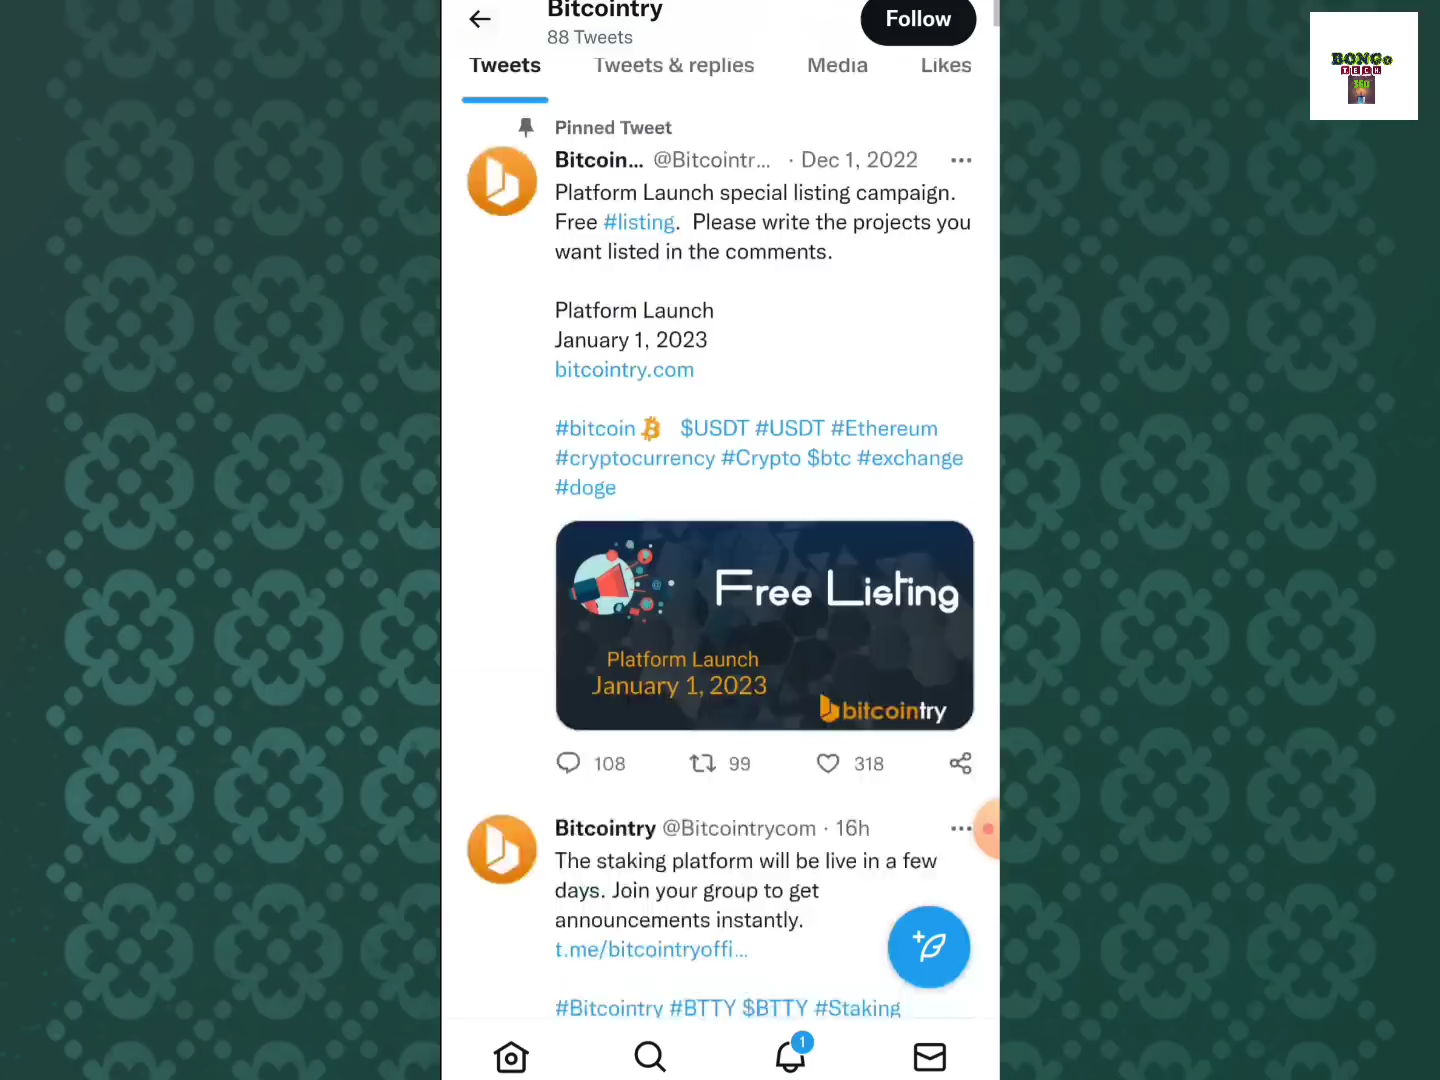 Bitcointry
88 Tweets
Follow
BONGo
TECH
360
Tweets Tweets & replies Media Likes
Pinned Tweet
Bitcoin... @Bitcointr... · Dec 1, 2022
Platform Launch special listing campaign.
Free #listing. Please write the projects you
want listed in the comments.
Platform Launch
January 1, 2023
bitcointry.com
#bitcoin $USDT #USDT #Ethereum
#cryptocurrency #Crypto $btc #exchange
#doge
Free Listing
Platform Launch
January 1, 2023
bitcointry
108 99 318
Bitcointry @Bitcointrycom · 16h
The staking platform will be live in a few
days. Join your group to get
announcements instantly.
t.me/bitcointryoffi...
#Bitcointry #BTTY $BTTY #Staking
1